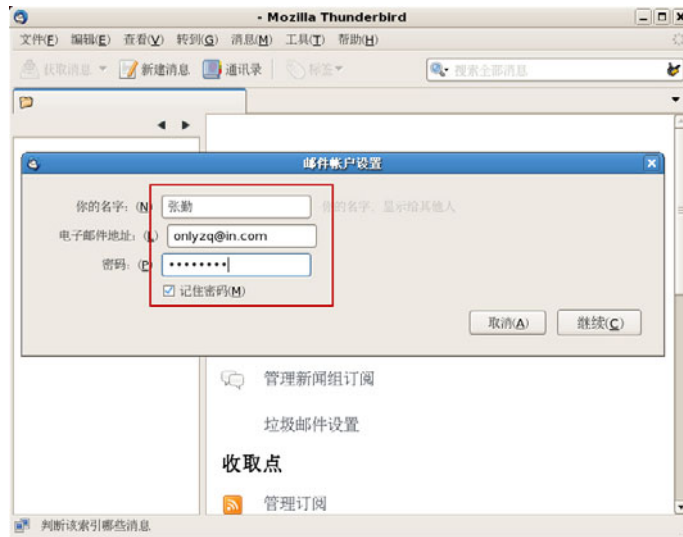 - Mozilla Thunderbird
文件(F) 编辑(E) 查看(V) 转到(G) 消息(M) 工具(T) 帮助(H)
获取消息 新建消息 通讯录 标签 搜索全部消息
邮件帐户设置
你的名字：(N) 张勤 你的名字，显示给其他人
电子邮件地址：(L) onlyzq@in.com
密码：(P) ••••••••
记住密码(M)
取消(A) 继续(C)
管理新闻组订阅
垃圾邮件设置
收取点
管理订阅
判断该索引哪些消息